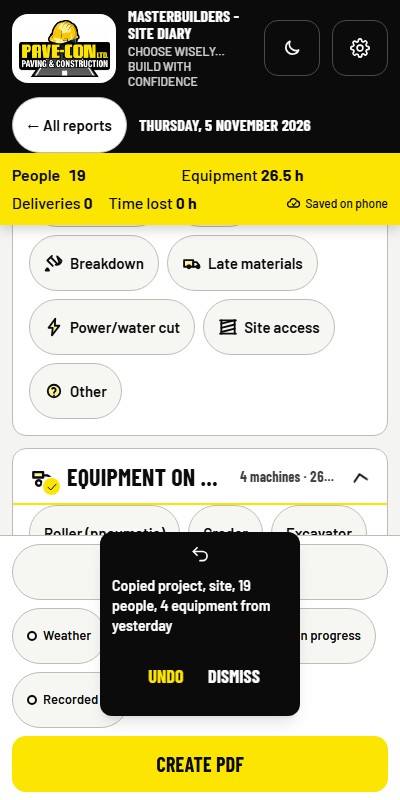 PAVE-CON LTD.
PAVING & CONSTRUCTION
MASTERBUILDERS -
SITE DIARY
CHOOSE WISELY...
BUILD WITH
CONFIDENCE
← All reports
THURSDAY, 5 NOVEMBER 2026
People 19
Equipment 26.5 h
Deliveries 0 Time lost 0 h
Saved on phone
Breakdown
Late materials
Power/water cut
Site access
Other
EQUIPMENT ON ...
4 machines · 26...
Roller (pneumatic)
Grader
Excavator
Copied project, site, 19
people, 4 equipment from
yesterday
UNDO DISMISS
Weather
n progress
Recorded
CREATE PDF